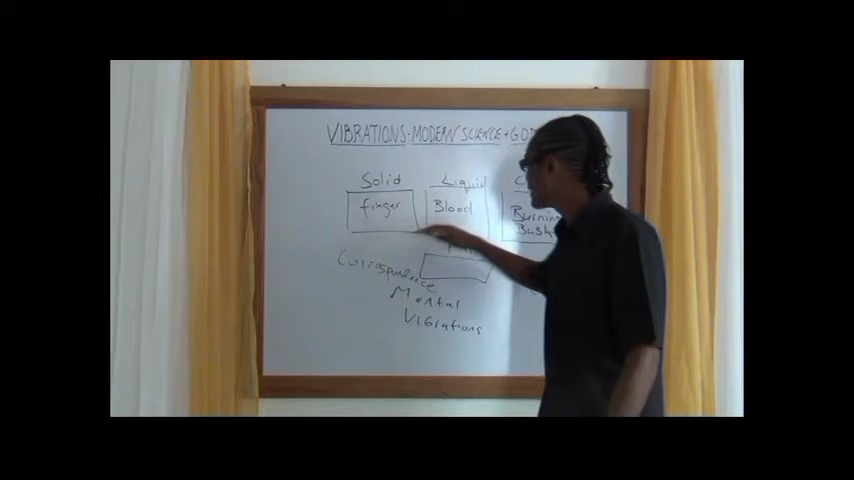 VIBRATIONS - MODERN SCIENCE + GOD
Solid Liquid
finger Blood Burning
Bush
Correspondence
Mental
Vibrations